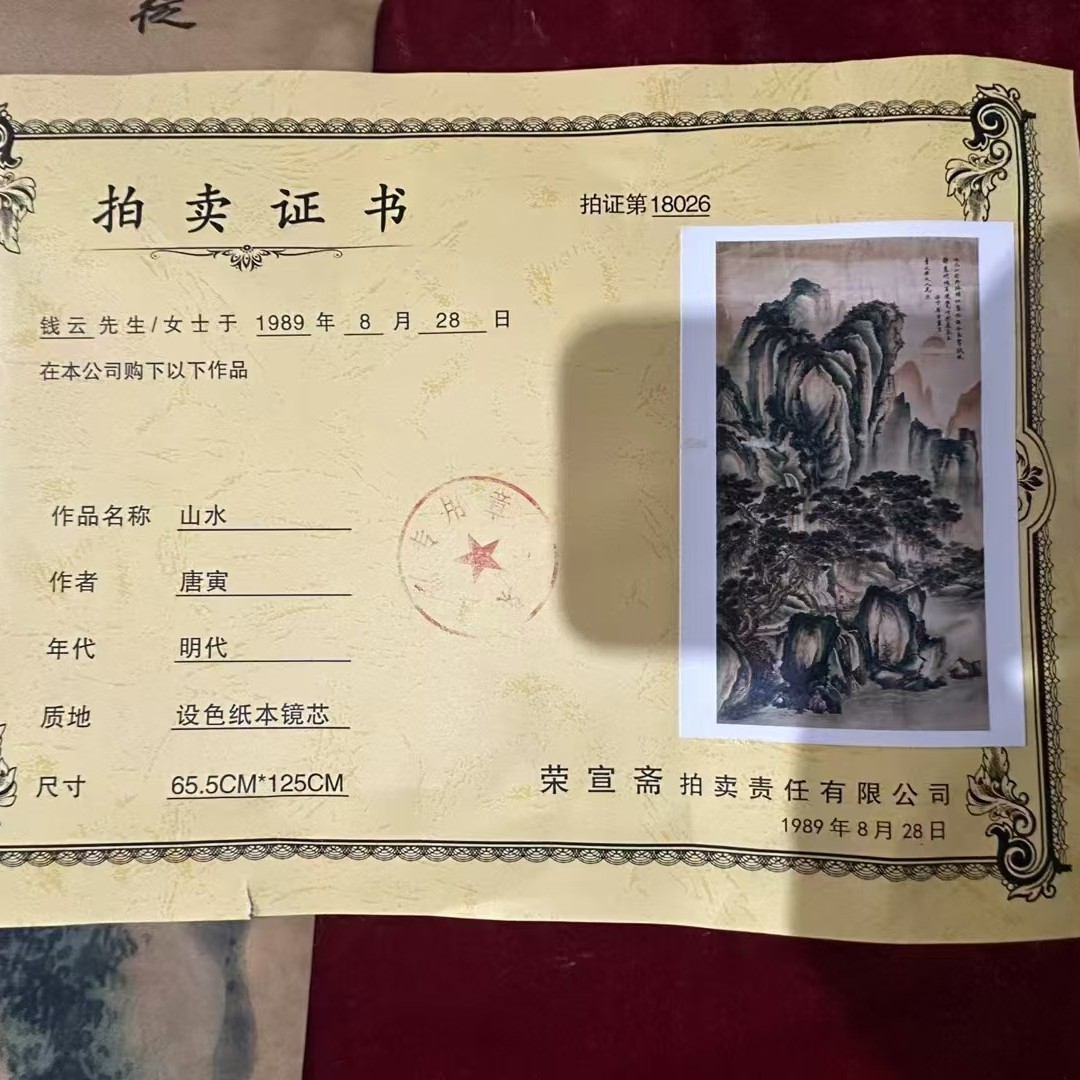 拍卖证书
拍证第18026
钱云先生/女士于 1989 年 8 月 28 日
在本公司购下以下作品
作品名称 山水
作者 唐寅
年代 明代
质地 设色纸本镜芯
尺寸 65.5CM*125CM
专用章
荣宣斋拍卖责任有限公司
1989年8月28日